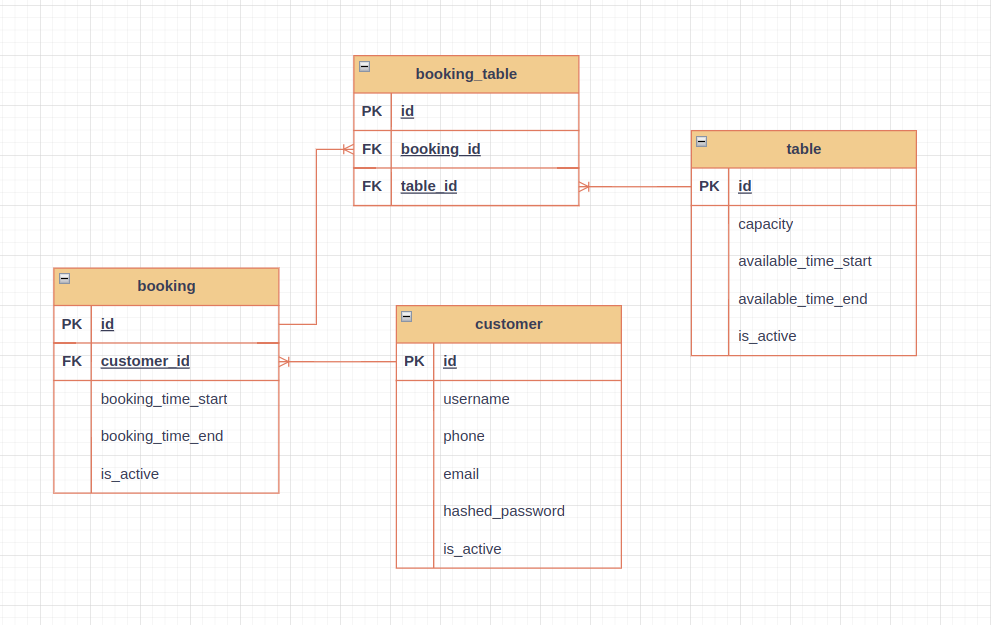 booking_table
PK id
FK booking_id
FK table_id
table
PK id
capacity
available_time_start
available_time_end
is_active
booking
PK id
FK customer_id
booking_time_start
booking_time_end
is_active
customer
PK id
username
phone
email
hashed_password
is_active